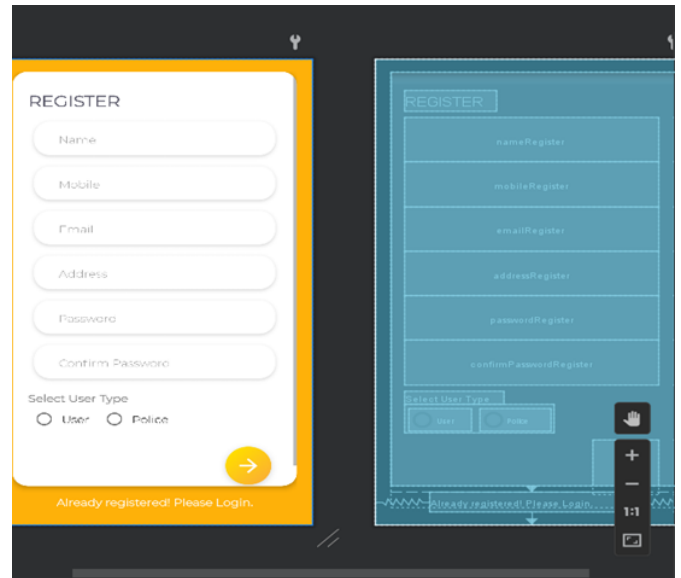 REGISTER
Name
Mobile
Email
Address
Password
Confirm Password
Select User Type
User Police
Already registered! Please Login.
REGISTER
nameRegister
mobileRegister
emailRegister
addressRegister
passwordRegister
confirmPasswordRegister
Select User Type
User Police
Already registered! Please Login.
1:1